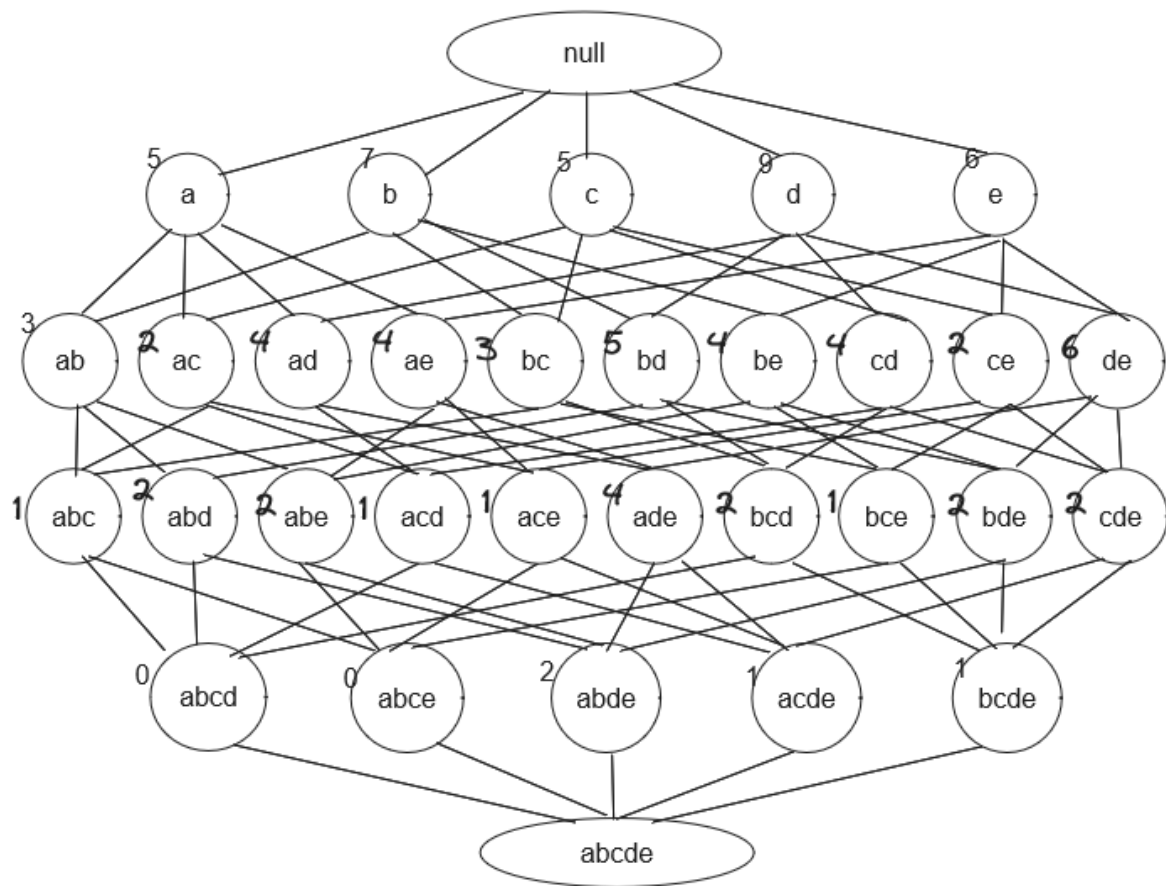 null
5 7 5 9 6
a b c d e
3 2 4 4 3 5 4 4 2 6
ab ac ad ae bc bd be cd ce de
1 2 2 1 1 4 2 1 2 2
abc abd abe acd ace ade bcd bce bde cde
0 0 2 1 1
abcd abce abde acde bcde
abcde